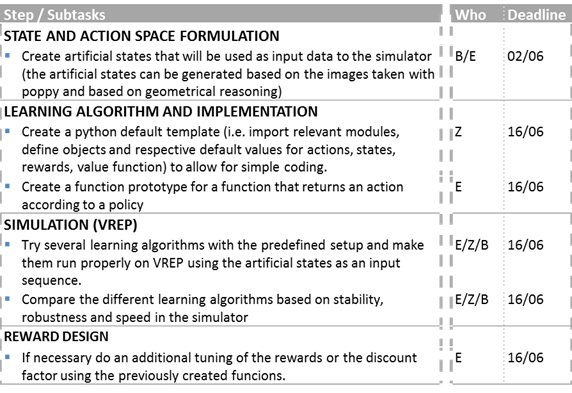 Step / Subtasks Who Deadline
STATE AND ACTION SPACE FORMULATION
▪ Create artificial states that will be used as input data to the simulator B/E 02/06
(the artificial states can be generated based on the images taken with
poppy and based on geometrical reasoning)
LEARNING ALGORITHM AND IMPLEMENTATION
▪ Create a python default template (i.e. import relevant modules, Z 16/06
define objects and respective default values for actions, states,
rewards, value function) to allow for simple coding.
▪ Create a function prototype for a function that returns an action E 16/06
according to a policy
SIMULATION (VREP)
▪ Try several learning algorithms with the predefined setup and make E/Z/B 16/06
them run properly on VREP using the artificial states as an input
sequence.
▪ Compare the different learning algorithms based on stability, E/Z/B 16/06
robustness and speed in the simulator
REWARD DESIGN
▪ If necessary do an additional tuning of the rewards or the discount E 16/06
factor using the previously created funcions.